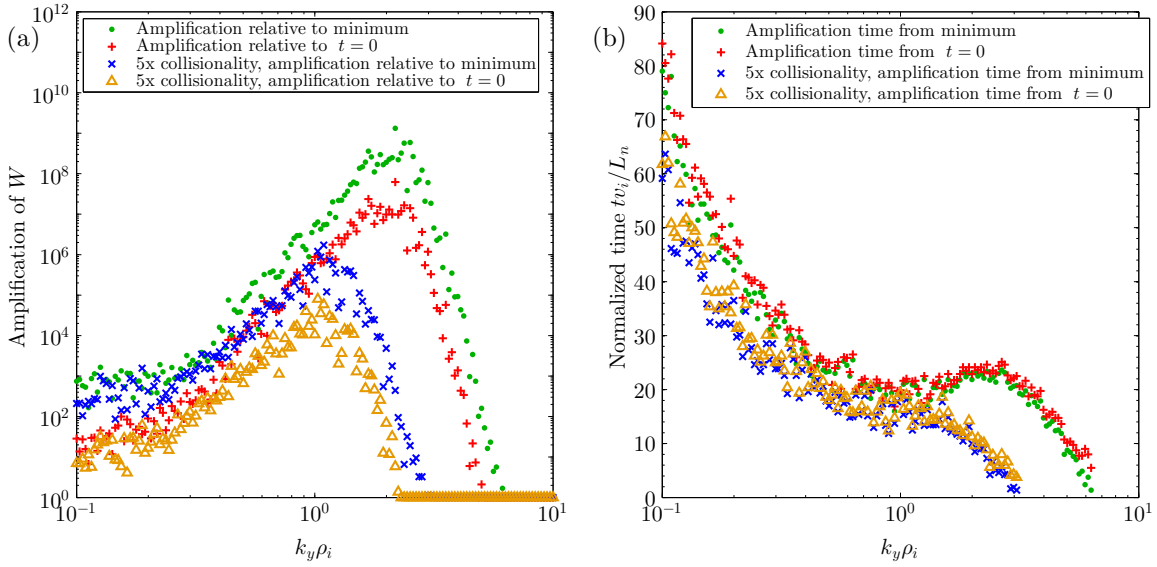 (a)
Amplification relative to minimum
Amplification relative to t = 0
5x collisionality, amplification relative to minimum
5x collisionality, amplification relative to t = 0
Amplification of W
10^12
10^10
10^8
10^6
10^4
10^2
10^0
10^-1
10^0
10^1
k_yρ_i
(b)
Amplification time from minimum
Amplification time from t = 0
5x collisionality, amplification time from minimum
5x collisionality, amplification time from t = 0
Normalized time tv_i/L_n
90
80
70
60
50
40
30
20
10
0
10^-1
10^0
10^1
k_yρ_i